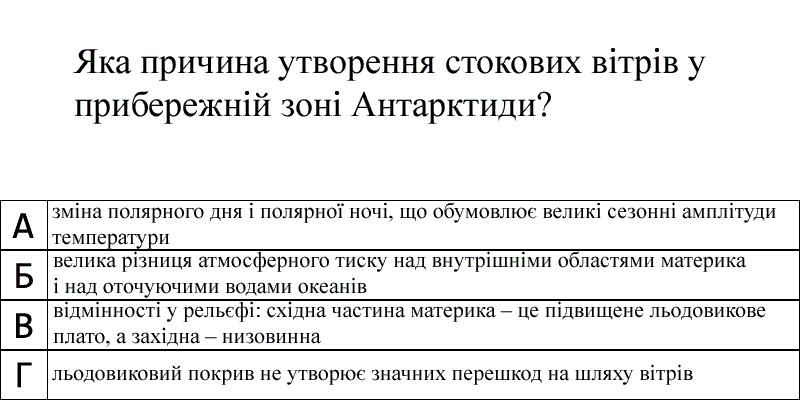 Яка причина утворення стокових вітрів у
прибережній зоні Антарктиди?
А зміна полярного дня і полярної ночі, що обумовлює великі сезонні амплітуди
температури
Б велика різниця атмосферного тиску над внутрішніми областями материка
і над оточуючими водами океанів
В відмінності у рельєфі: східна частина материка – це підвищене льодовикове
плато, а західна – низовинна
Г льодовиковий покрив не утворює значних перешкод на шляху вітрів